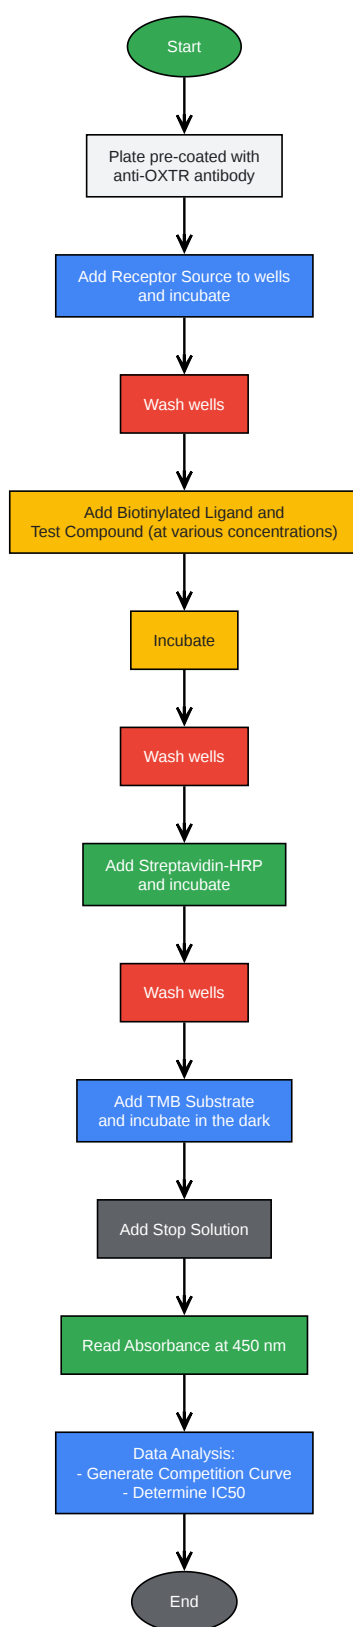 Start
Plate pre-coated with
anti-OXTR antibody
Add Receptor Source to wells
and incubate
Wash wells
Add Biotinylated Ligand and
Test Compound (at various concentrations)
Incubate
Wash wells
Add Streptavidin-HRP
and incubate
Wash wells
Add TMB Substrate
and incubate in the dark
Add Stop Solution
Read Absorbance at 450 nm
Data Analysis:
- Generate Competition Curve
- Determine IC50
End